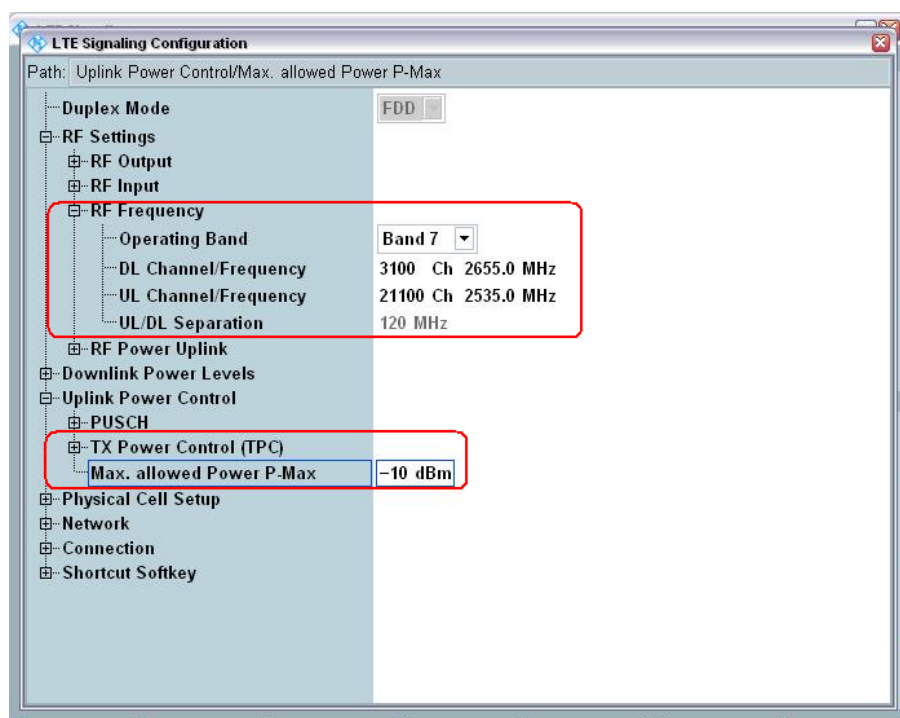 LTE Signaling Configuration
Path: Uplink Power Control/Max. allowed Power P-Max
Duplex Mode FDD
RF Settings
RF Output
RF Input
RF Frequency
Operating Band Band 7
DL Channel/Frequency 3100 Ch 2655.0 MHz
UL Channel/Frequency 21100 Ch 2535.0 MHz
UL/DL Separation 120 MHz
RF Power Uplink
Downlink Power Levels
Uplink Power Control
PUSCH
TX Power Control (TPC)
Max. allowed Power P-Max −10 dBm
Physical Cell Setup
Network
Connection
Shortcut Softkey